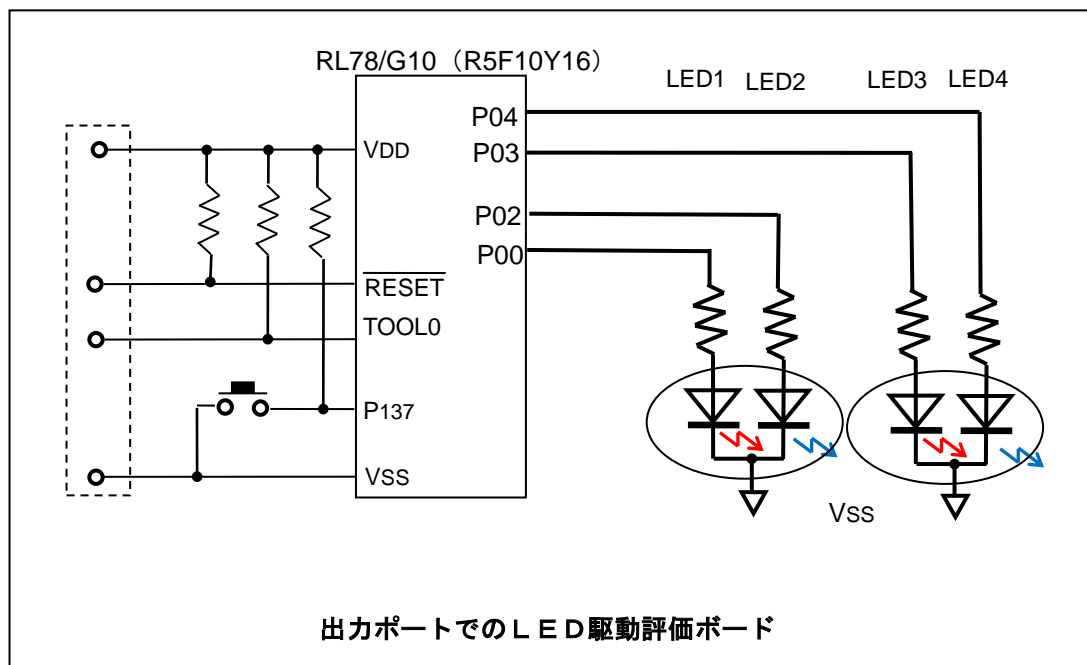 RL78/G10（R5F10Y16）
LED1 LED2 LED3 LED4
P04
VDD
P03
P02
P00
RESET
TOOL0
P137
VSS
VSS
出力ポートでのＬＥＤ駆動評価ボード